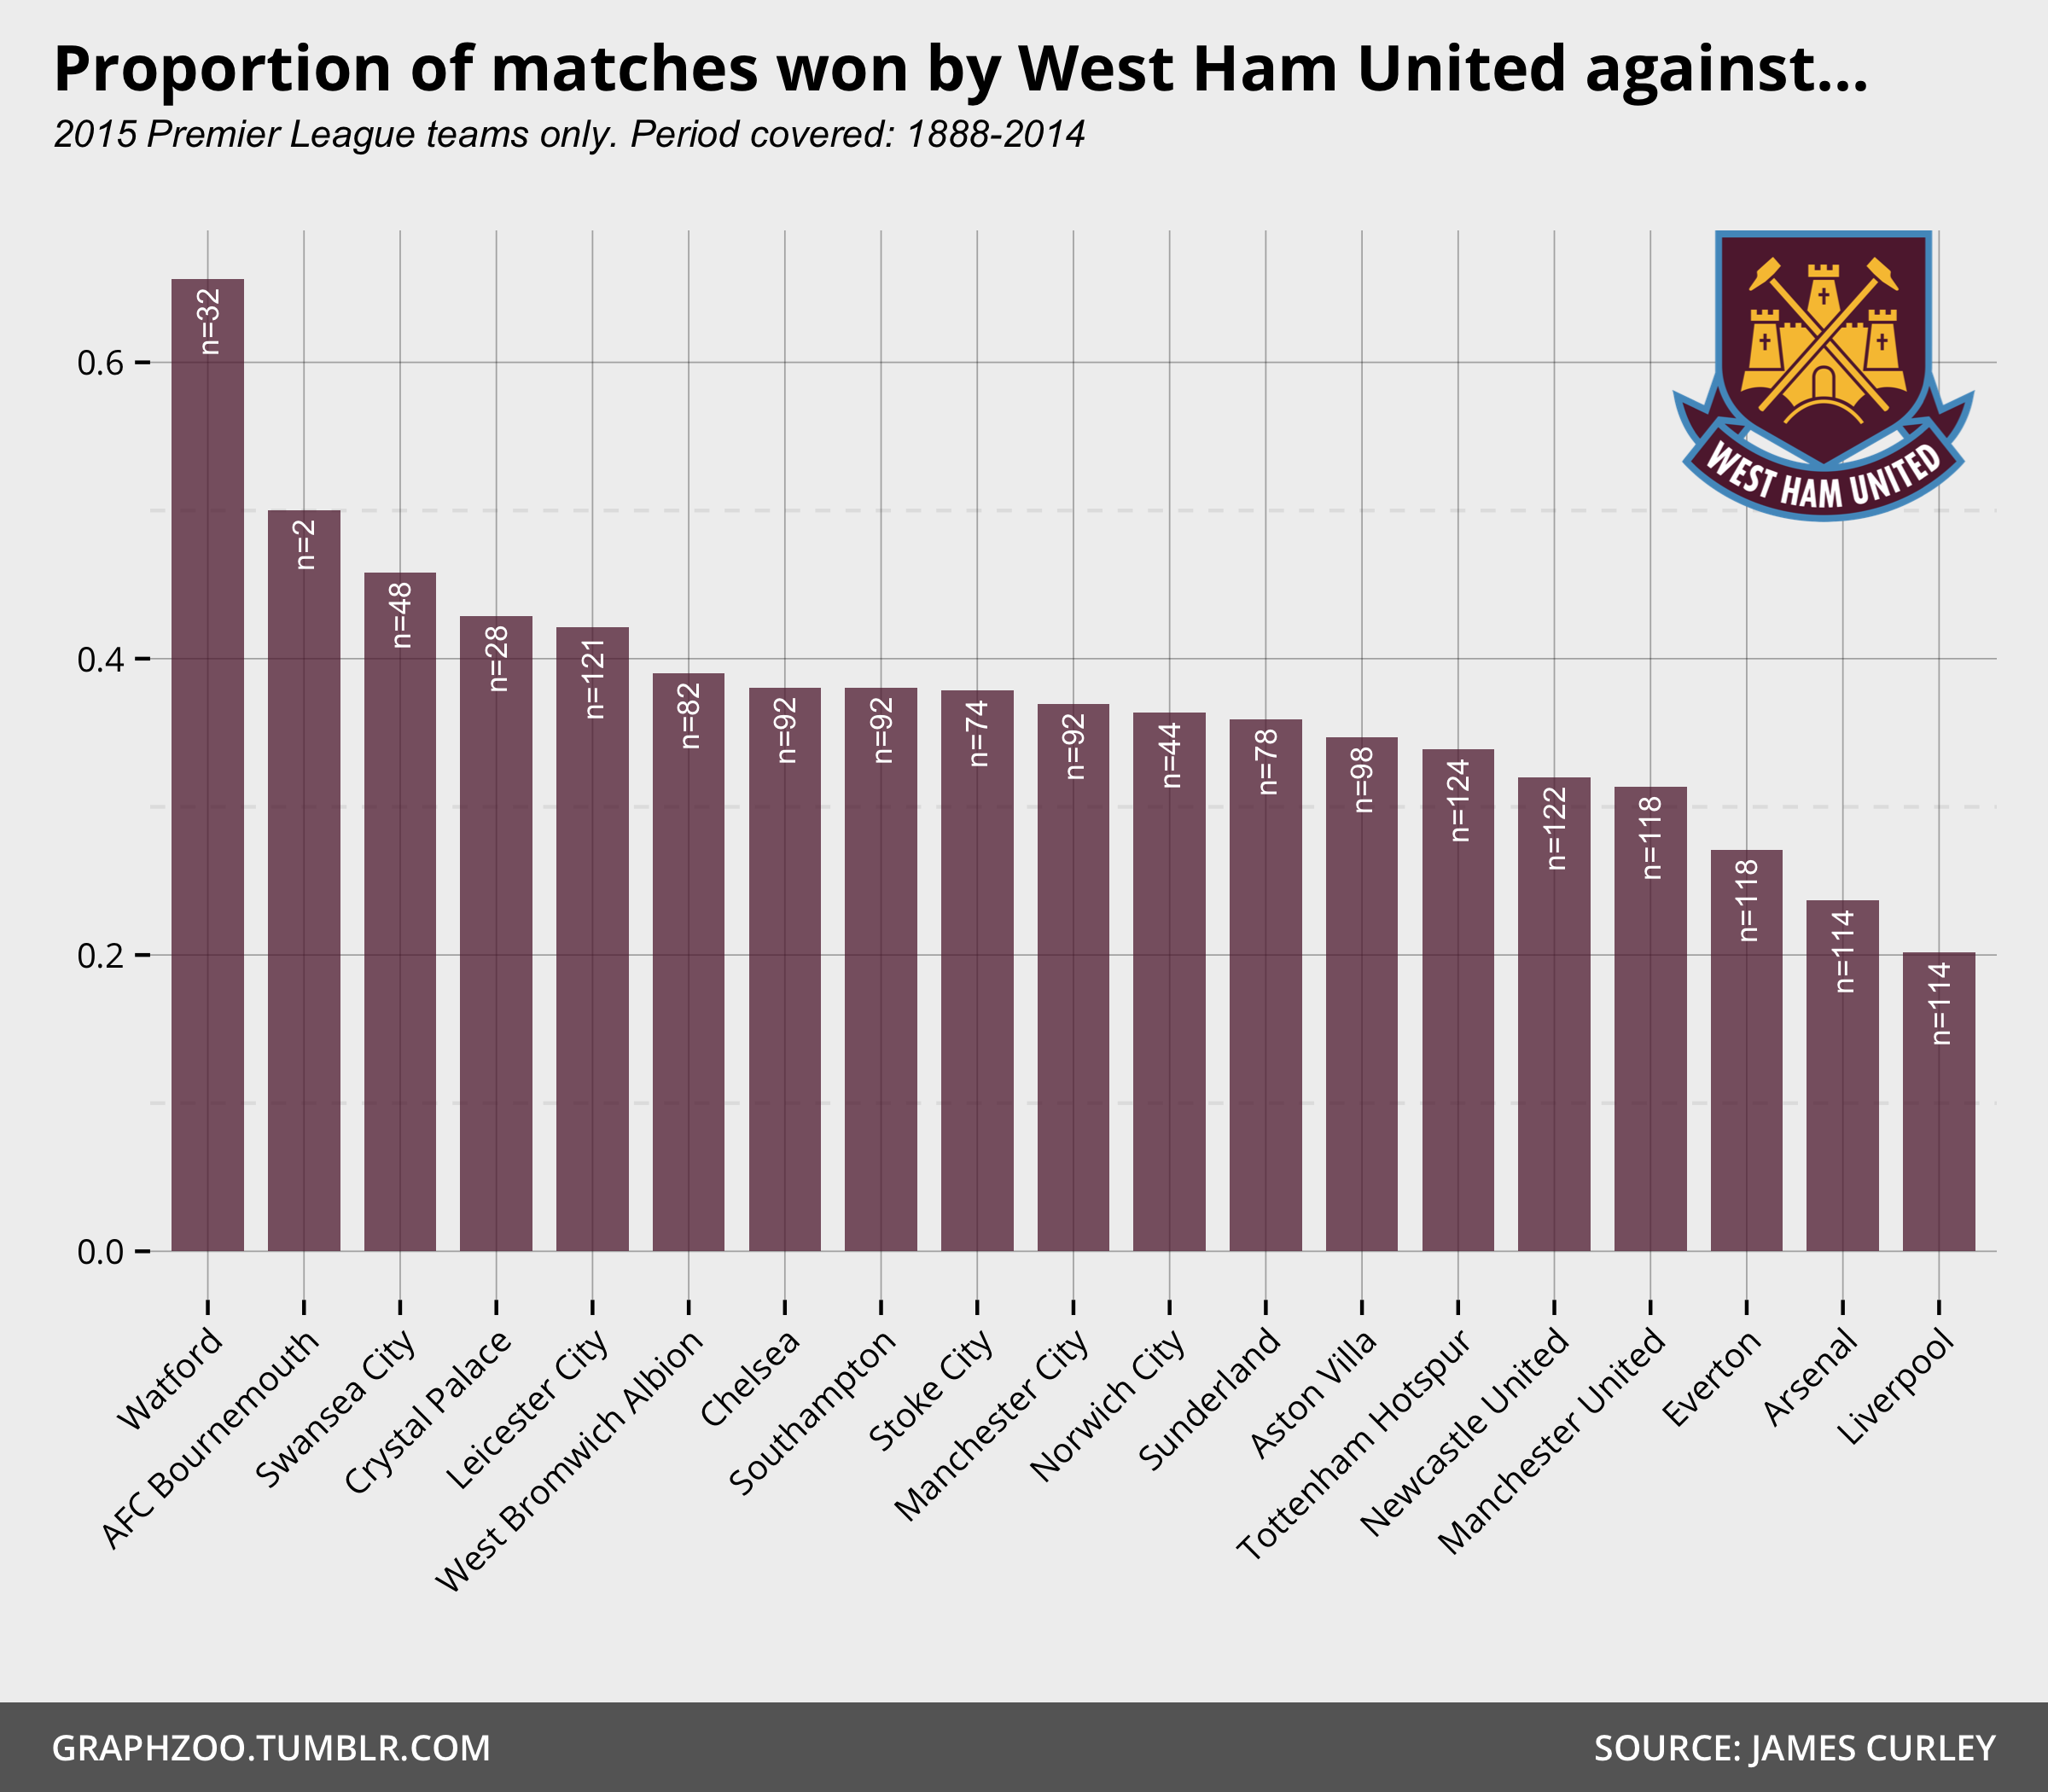 Proportion of matches won by West Ham United against...
2015 Premier League teams only. Period covered: 1888-2014
WEST HAM UNITED
0.6
0.4
0.2
0.0
n=32
n=2
n=48
n=28
n=121
n=82
n=92
n=92
n=74
n=92
n=44
n=78
n=98
n=124
n=122
n=118
n=118
n=114
n=114
Watford
AFC Bournemouth
Swansea City
Crystal Palace
Leicester City
West Bromwich Albion
Chelsea
Southampton
Stoke City
Manchester City
Norwich City
Sunderland
Aston Villa
Tottenham Hotspur
Newcastle United
Manchester United
Everton
Arsenal
Liverpool
GRAPHZOO.TUMBLR.COM
SOURCE: JAMES CURLEY